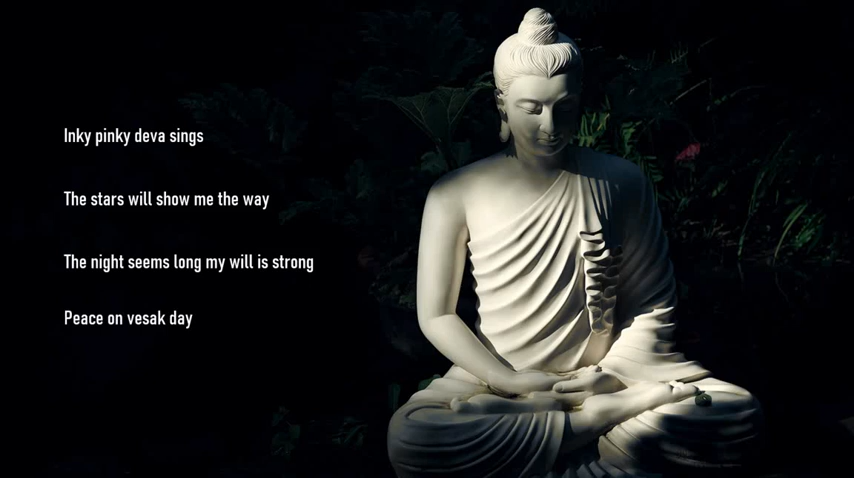 Inky pinky deva sings
The stars will show me the way
The night seems long my will is strong
Peace on vesak day